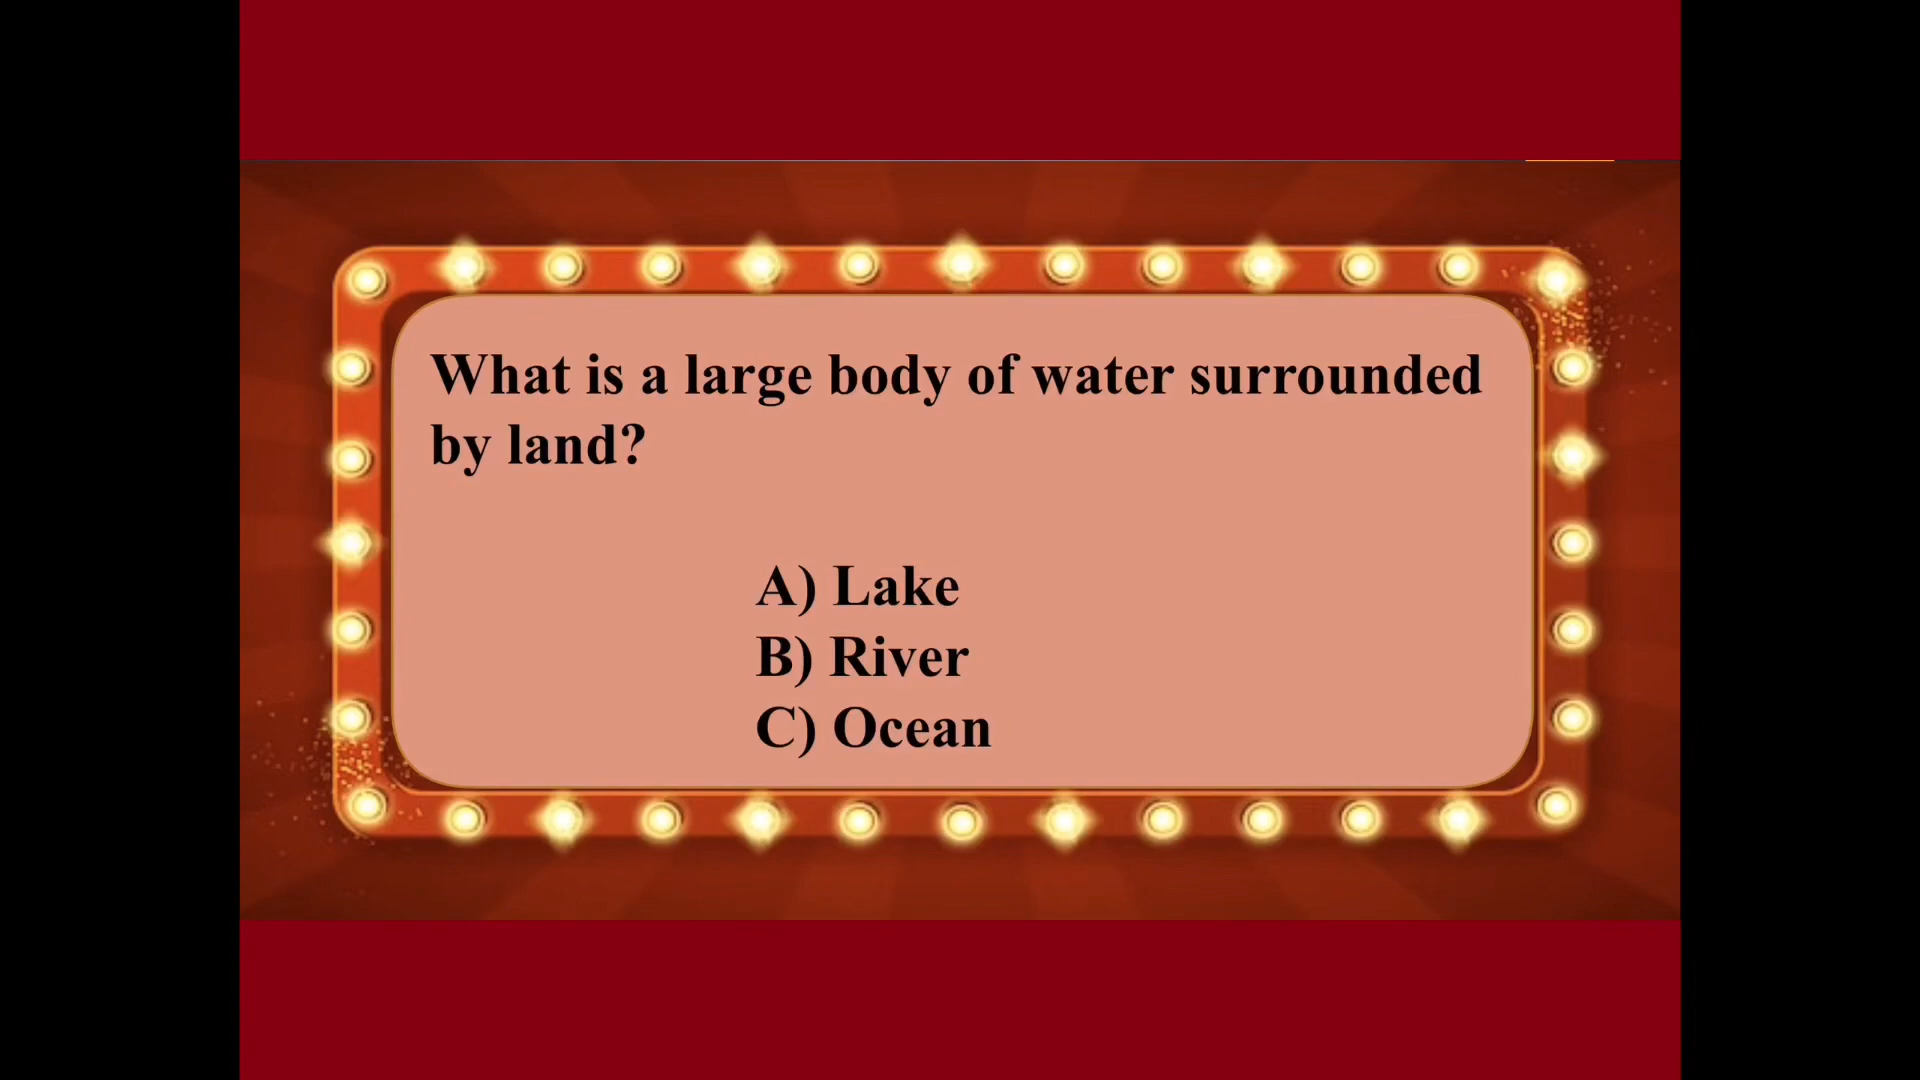 What is a large body of water surrounded
by land?
A) Lake
B) River
C) Ocean